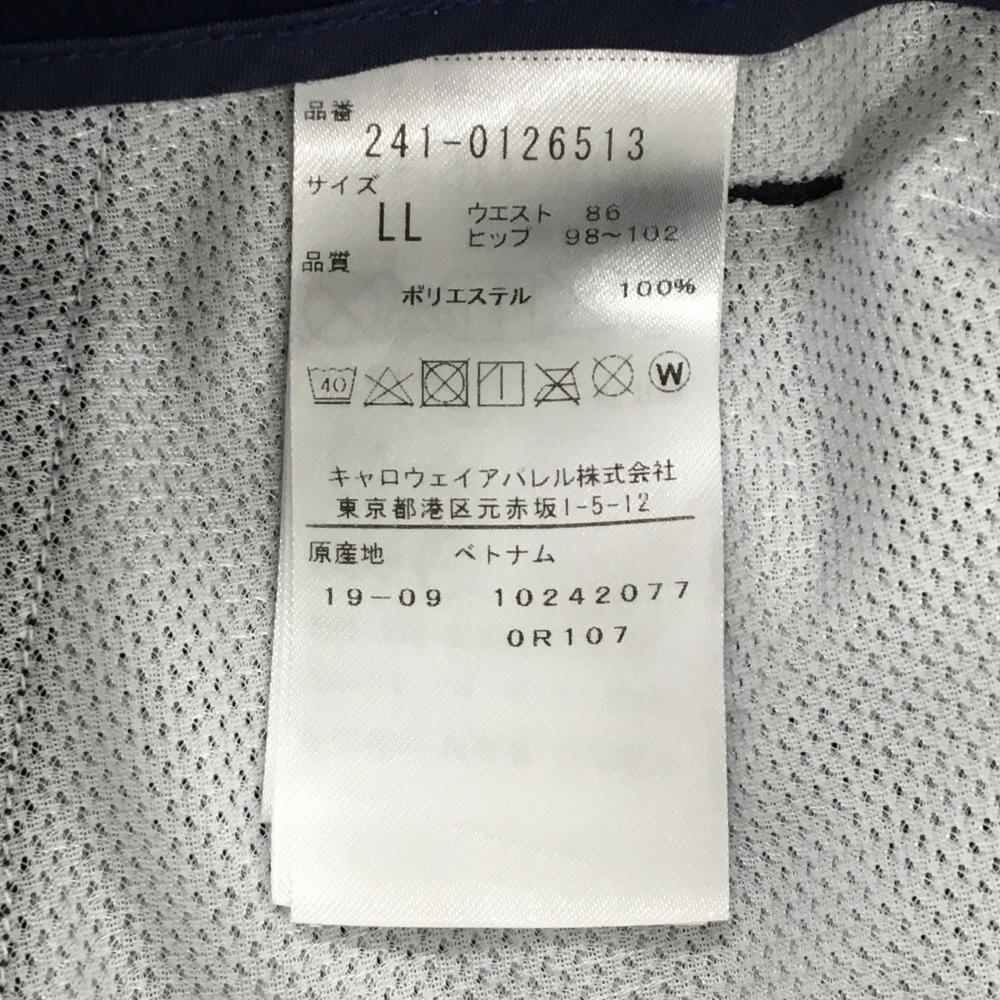 品番
241-0126513
サイズ
LL ウエスト 86
ヒップ 98~102
品質
ポリエステル 100%
40 W
キャロウェイアパレル株式会社
東京都港区元赤坂1-5-12
原産地 ベトナム
19-09 10242077
0R107